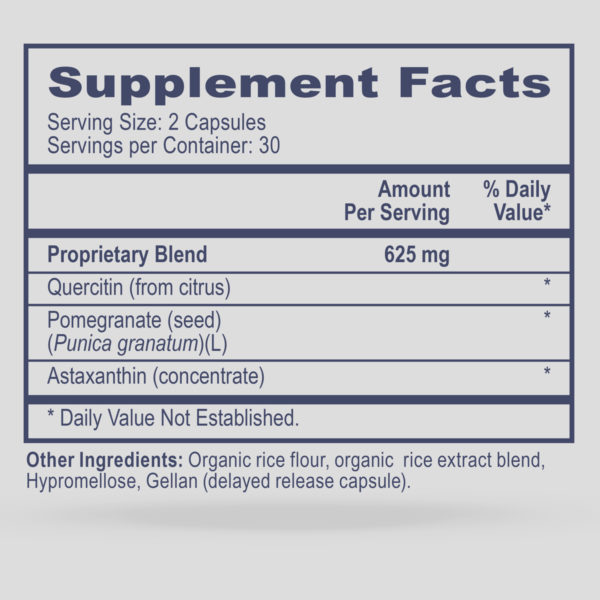 Supplement Facts
Serving Size: 2 Capsules
Servings per Container: 30
Amount Per Serving
% Daily Value*
Proprietary Blend 625 mg
Quercitin (from citrus) *
Pomegranate (seed) *
(Punica granatum)(L)
Astaxanthin (concentrate) *
* Daily Value Not Established.
Other Ingredients: Organic rice flour, organic rice extract blend,
Hypromellose, Gellan (delayed release capsule).